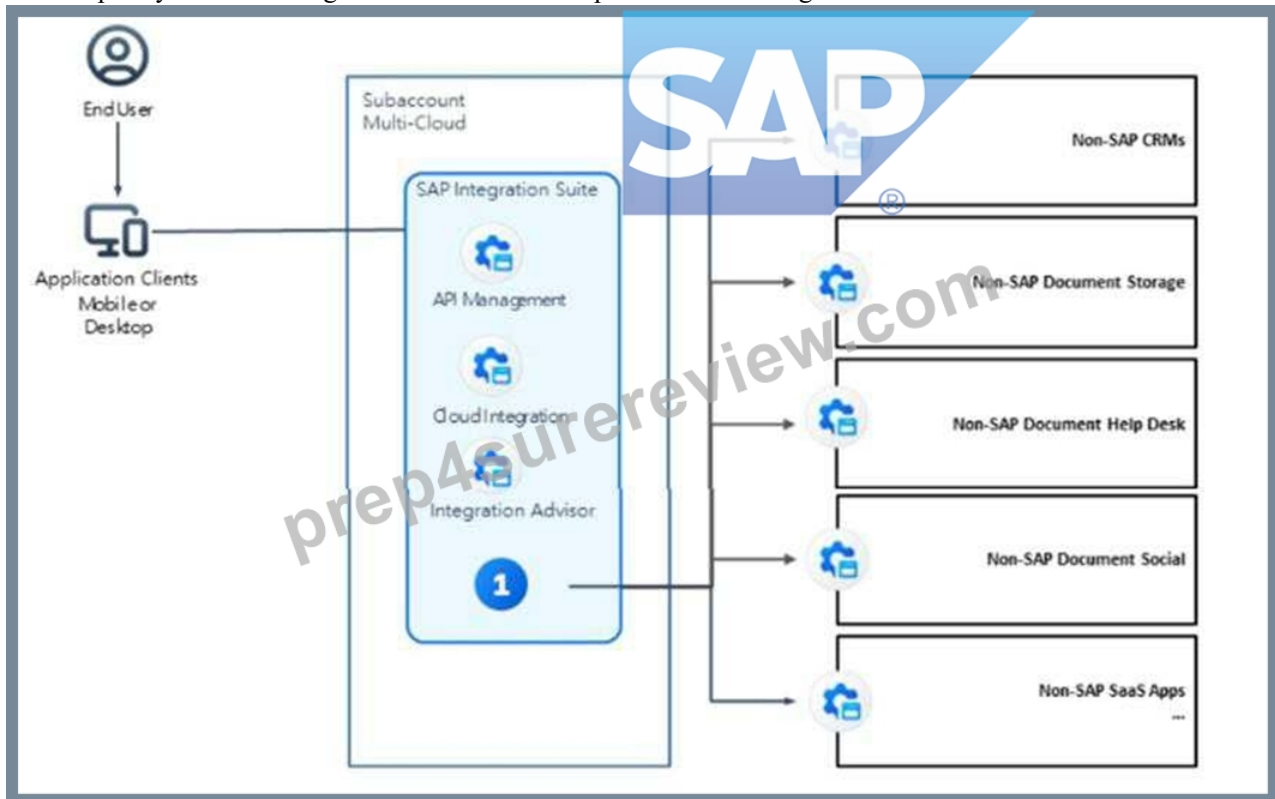 End User
Application Clients
Mobile or
Desktop
Subaccount
Multi-Cloud
SAP Integration Suite
API Management
Cloud Integration
Integration Advisor
1
SAP
®
Non-SAP CRMs
Non-SAP Document Storage
Non-SAP Document Help Desk
Non-SAP Document Social
Non-SAP SaaS Apps
...
prep4surereview.com